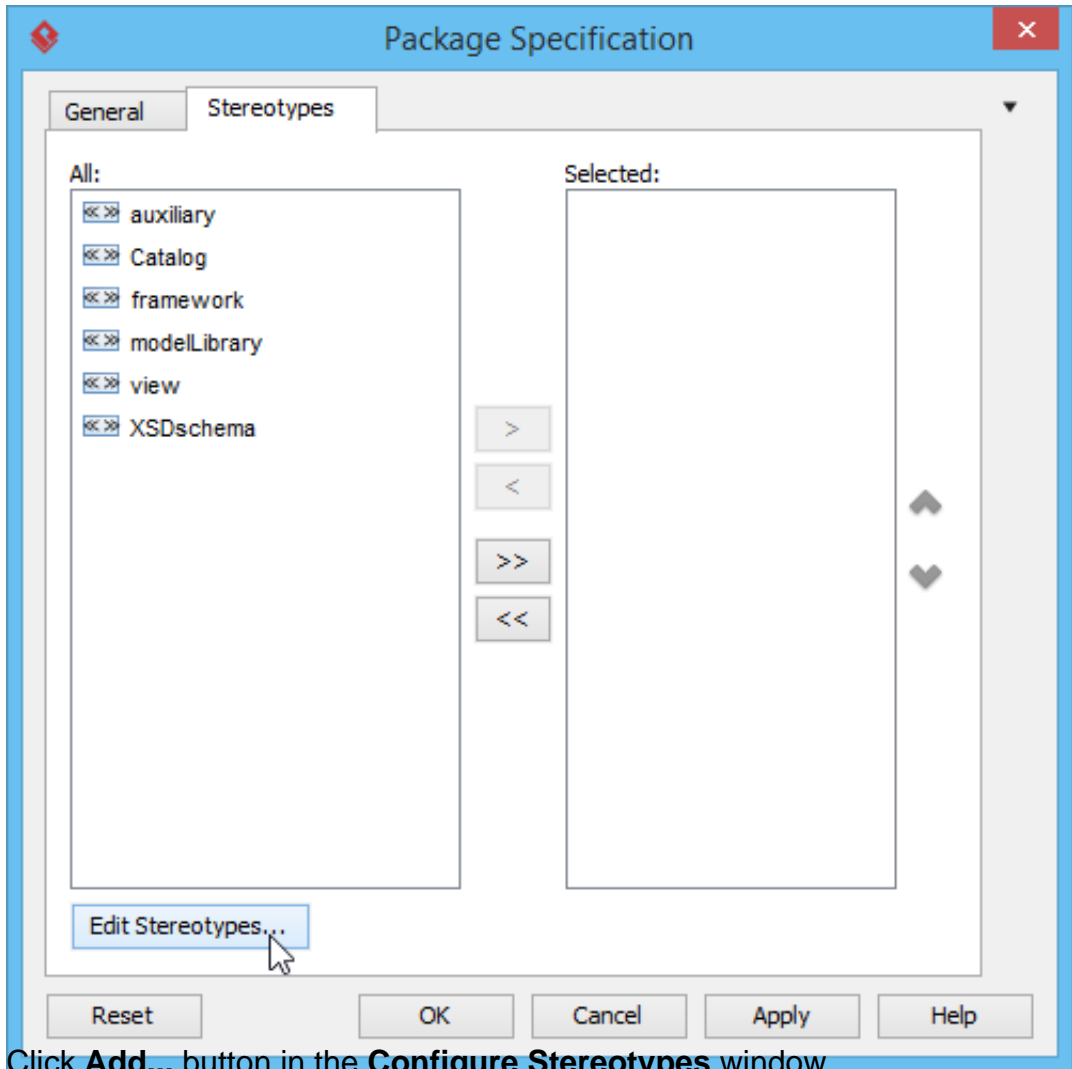 Package Specification
General Stereotypes
All: Selected:
«» auxiliary
«» Catalog
«» framework
«» modelLibrary
«» view
«» XSDschema
>
<
>>
<<
Edit Stereotypes...
Reset OK Cancel Apply Help
Click Add... button in the Configure Stereotypes window